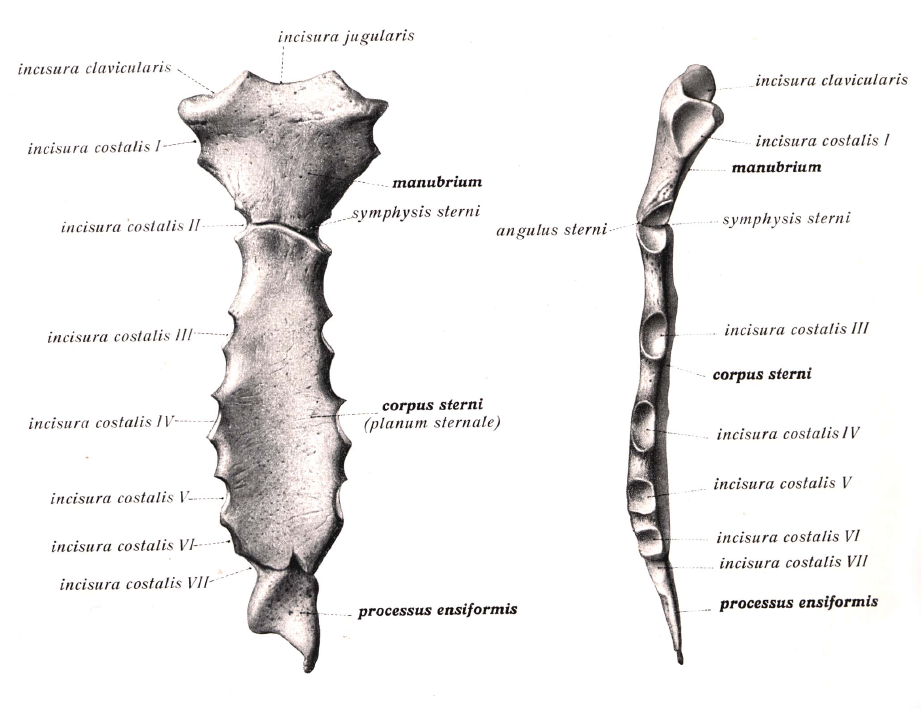 incisura jugularis
incisura clavicularis
incisura costalis I
manubrium
symphysis sterni
incisura costalis II
incisura costalis III
corpus sterni
(planum sternale)
incisura costalis IV
incisura costalis V
incisura costalis VI
incisura costalis VII
processus ensiformis
incisura clavicularis
incisura costalis I
manubrium
symphysis sterni
angulus sterni
incisura costalis III
corpus sterni
incisura costalis IV
incisura costalis V
incisura costalis VI
incisura costalis VII
processus ensiformis